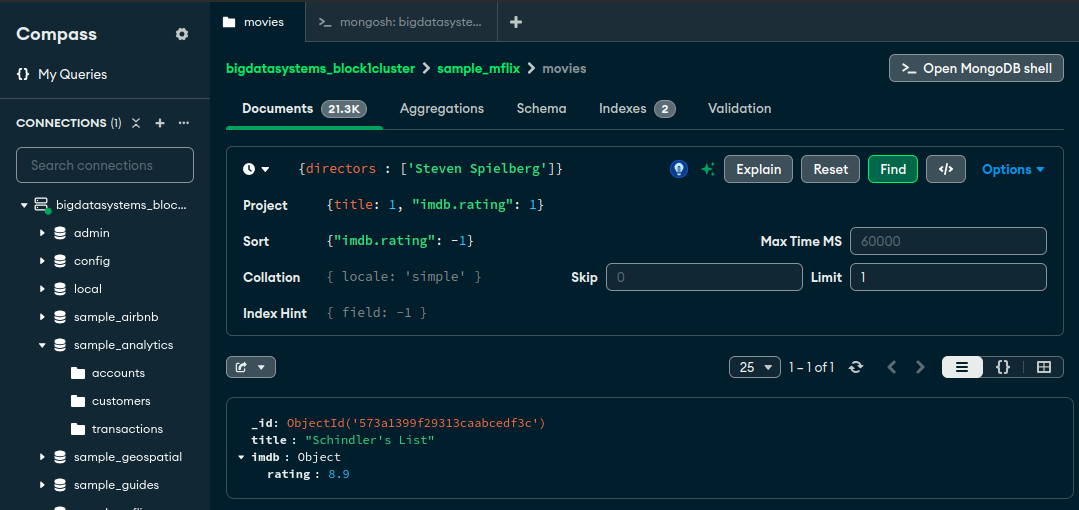 Compass
My Queries
CONNECTIONS (1)
Search connections
bigdatasystems_bloc...
admin
config
local
sample_airbnb
sample_analytics
accounts
customers
transactions
sample_geospatial
sample_guides
movies
>_ mongosh: bigdatasyste...
bigdatasystems_block1cluster > sample_mflix > movies
>_ Open MongoDB shell
Documents 21.3K Aggregations Schema Indexes 2 Validation
{directors : ['Steven Spielberg']}
Explain Reset Find </> Options
Project {title: 1, "imdb.rating": 1}
Sort {"imdb.rating": -1}
Max Time MS 60000
Collation { locale: 'simple' }
Skip 0 Limit 1
Index Hint { field: -1 }
25 1 – 1 of 1 {}
_id: ObjectId('573a1399f29313caabcedf3c')
title : "Schindler's List"
imdb : Object
rating : 8.9